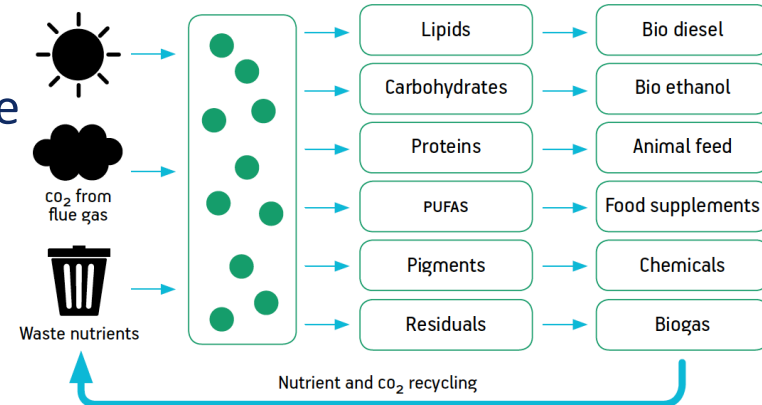 e
CO₂ from
flue gas
Waste nutrients
Lipids
Bio diesel
Carbohydrates
Bio ethanol
Proteins
Animal feed
PUFAS
Food supplements
Pigments
Chemicals
Residuals
Biogas
Nutrient and CO₂ recycling